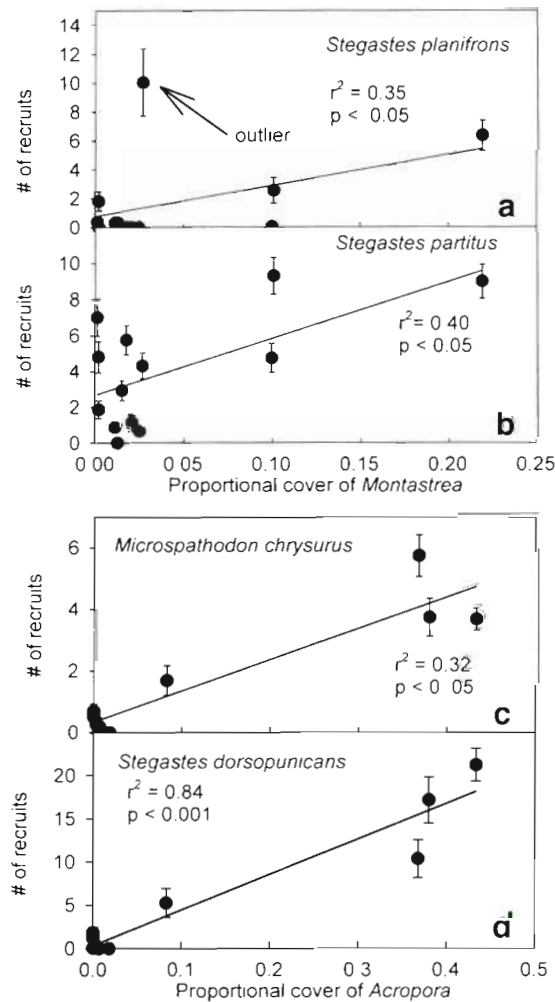 Stegastes planifrons
r² = 0.35
p < 0.05
outlier
a
# of recruits
0
2
4
6
8
10
12
14
Stegastes partitus
r² = 0.40
p < 0.05
b
# of recruits
0
2
4
6
8
10
0 00
0.05
0.10
0.15
0.20
0.25
Proportional cover of Montastrea
Microspathodon chrysurus
r² = 0.32
p < 0 05
c
# of recruits
0
2
4
6
Stegastes dorsopunicans
r² = 0.84
p < 0.001
d
# of recruits
0
5
10
15
20
0.0
0.1
0.2
0.3
0.4
0.5
Proportional cover of Acropora